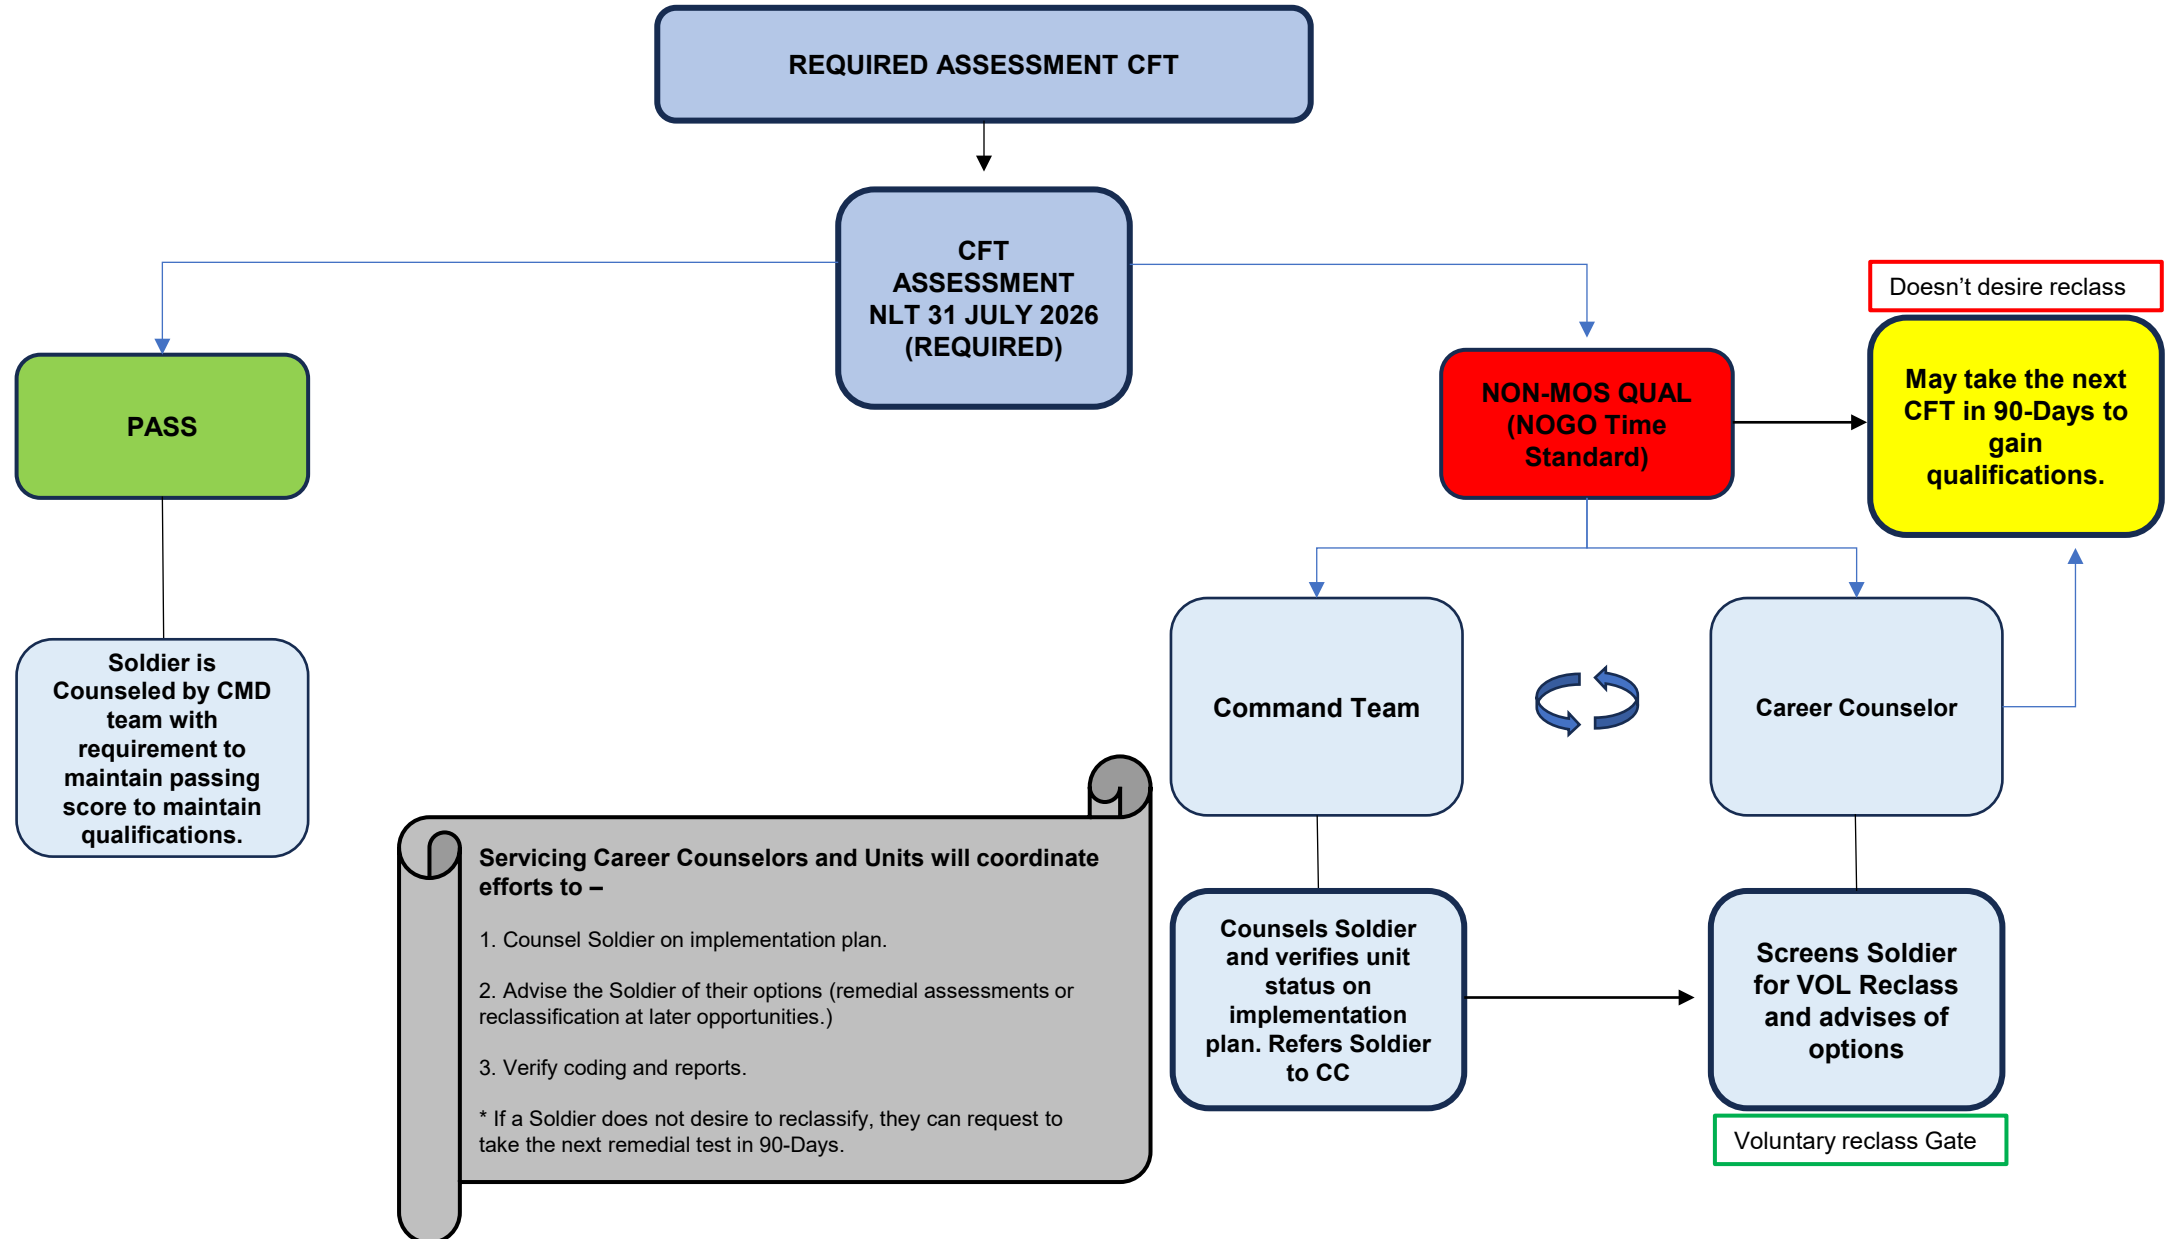 REQUIRED ASSESSMENT CFT
CFT
ASSESSMENT
NLT 31 JULY 2026
(REQUIRED)
Doesn’t desire reclass
PASS
NON-MOS QUAL
(NOGO Time
Standard)
May take the next
CFT in 90-Days to
gain
qualifications.
Soldier is
Counseled by CMD
team with
requirement to
maintain passing
score to maintain
qualifications.
Command Team
Career Counselor
Servicing Career Counselors and Units will coordinate
efforts to –
1. Counsel Soldier on implementation plan.
2. Advise the Soldier of their options (remedial assessments or
reclassification at later opportunities.)
3. Verify coding and reports.
* If a Soldier does not desire to reclassify, they can request to
take the next remedial test in 90-Days.
Counsels Soldier
and verifies unit
status on
implementation
plan. Refers Soldier
to CC
Screens Soldier
for VOL Reclass
and advises of
options
Voluntary reclass Gate